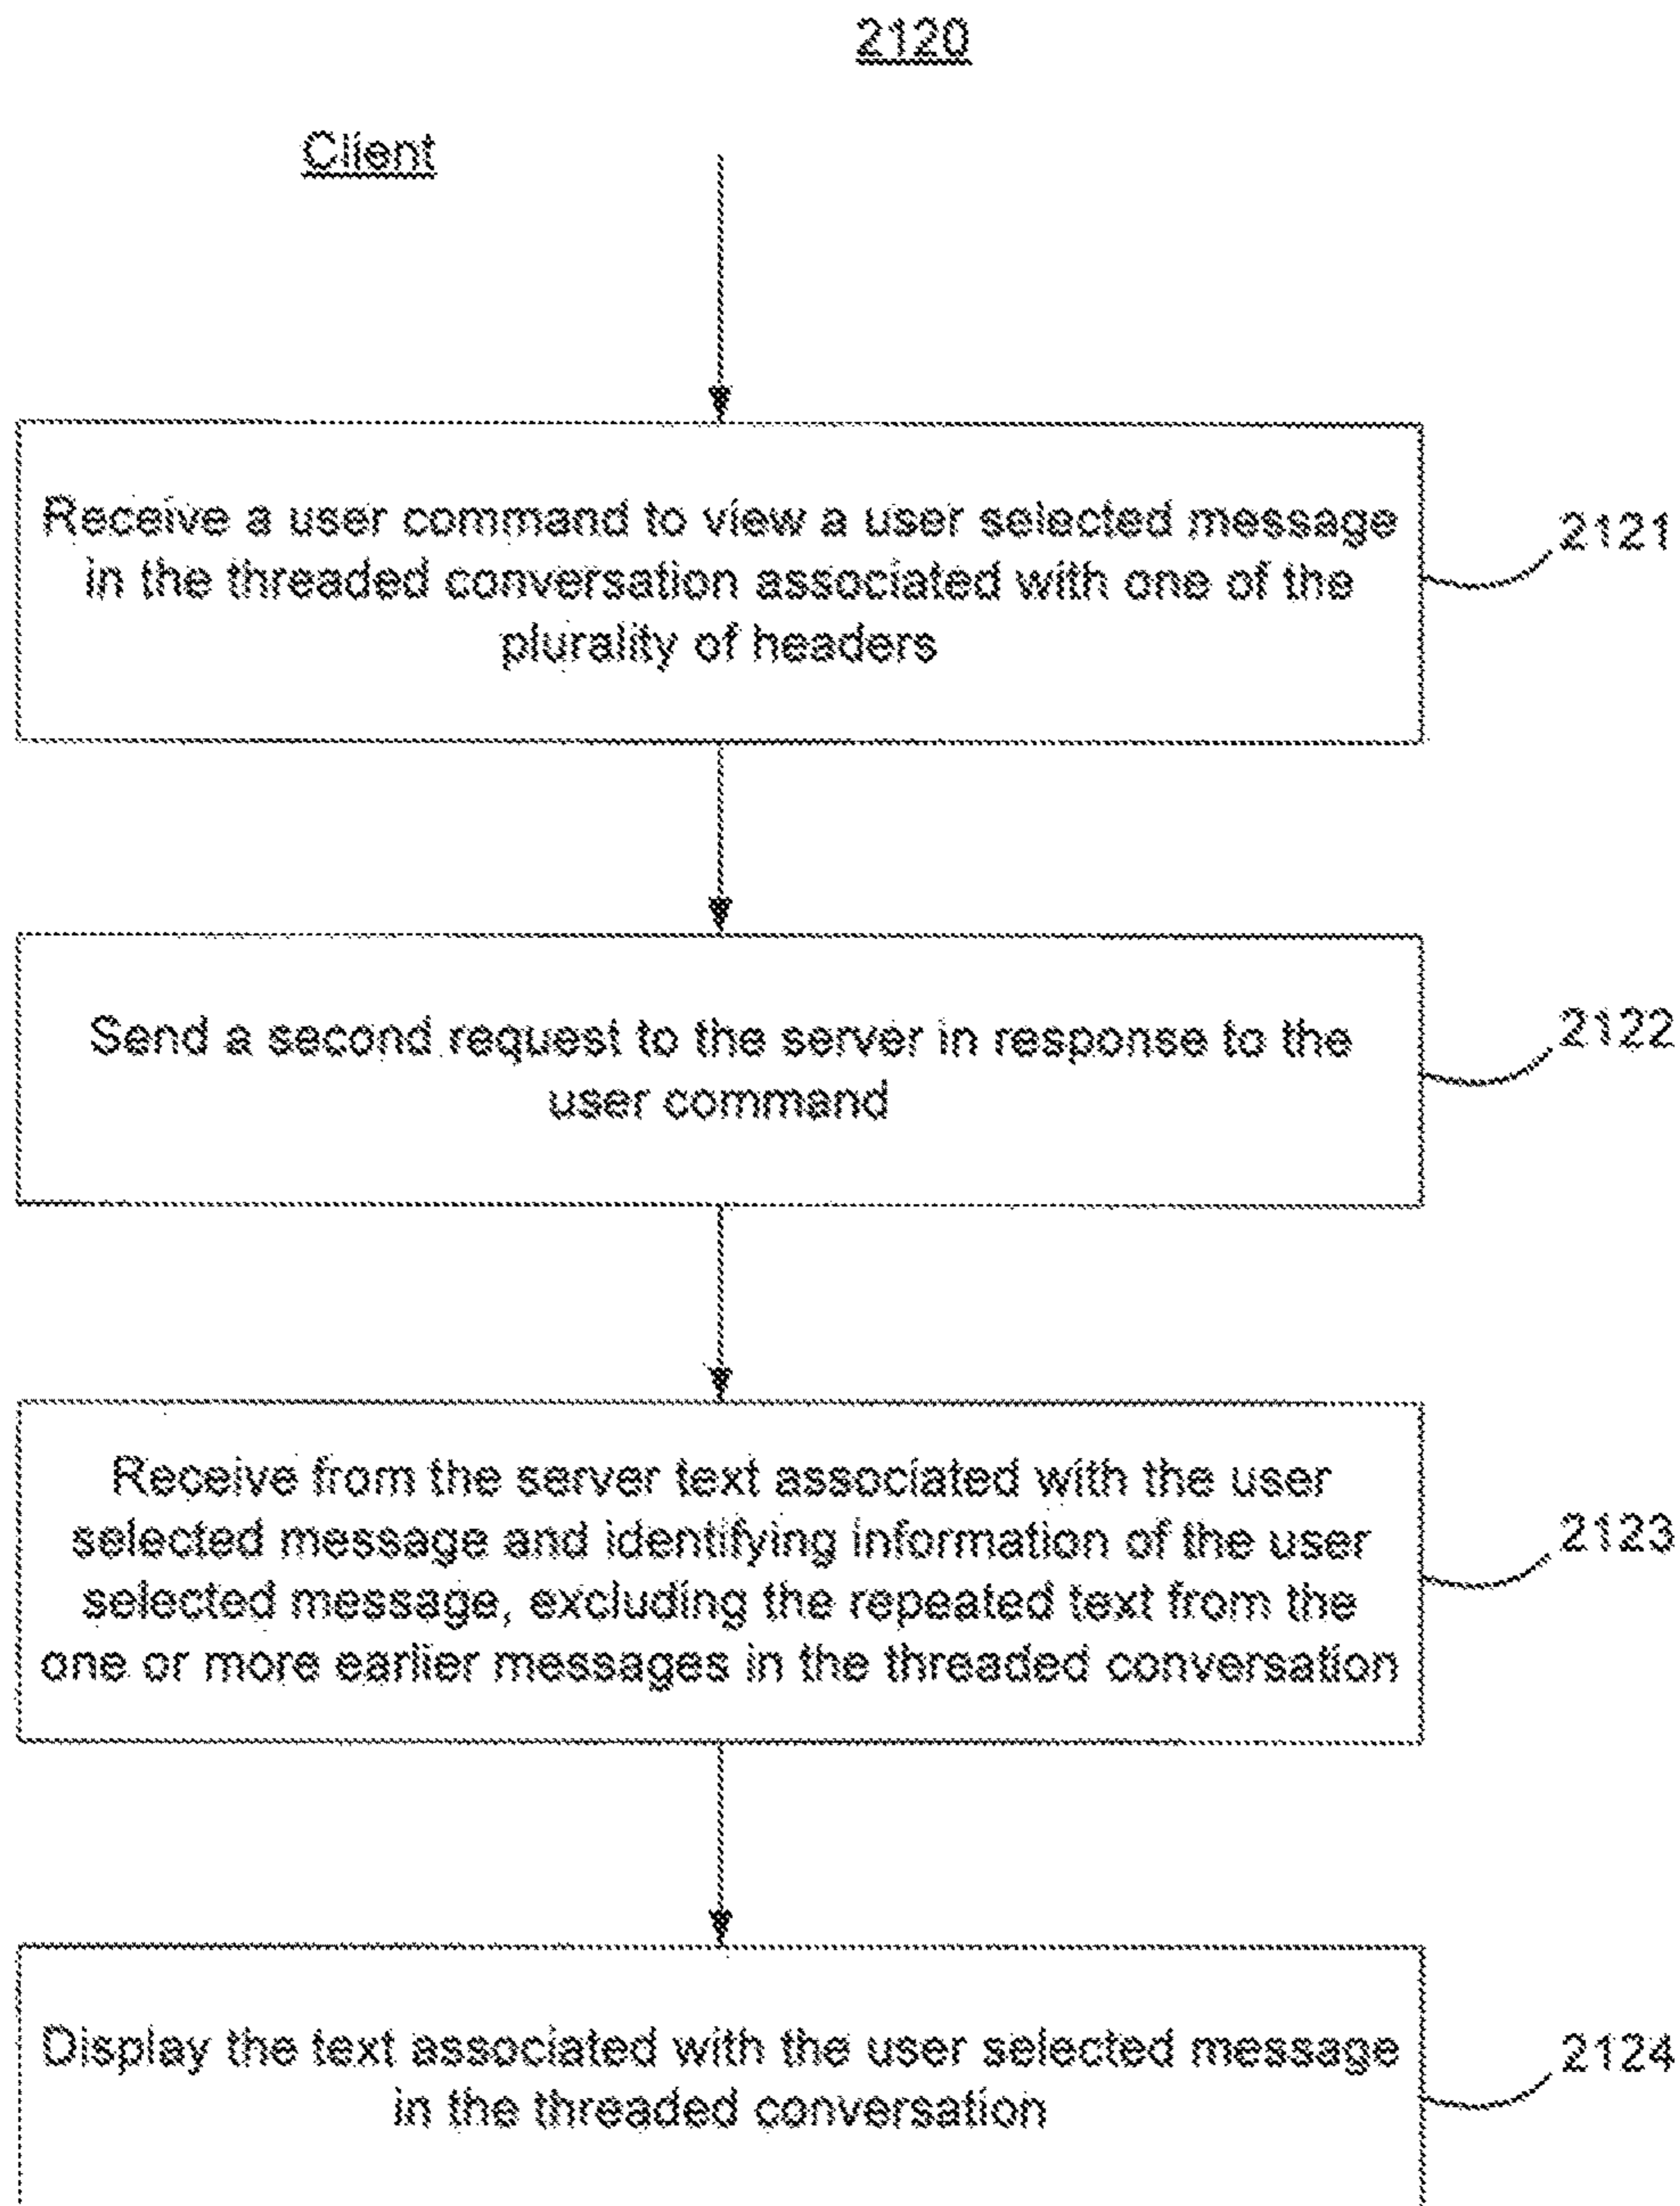 2120
Client
Receive a user command to view a user selected message
in the threaded conversation associated with one of the
plurality of headers
2121
Send a second request to the server in response to the
user command
2122
Receive from the server text associated with the user
selected message and identifying information of the user
selected message, excluding the repeated text from the
one or more earlier messages in the threaded conversation
2123
Display the text associated with the user selected message
in the threaded conversation
2124